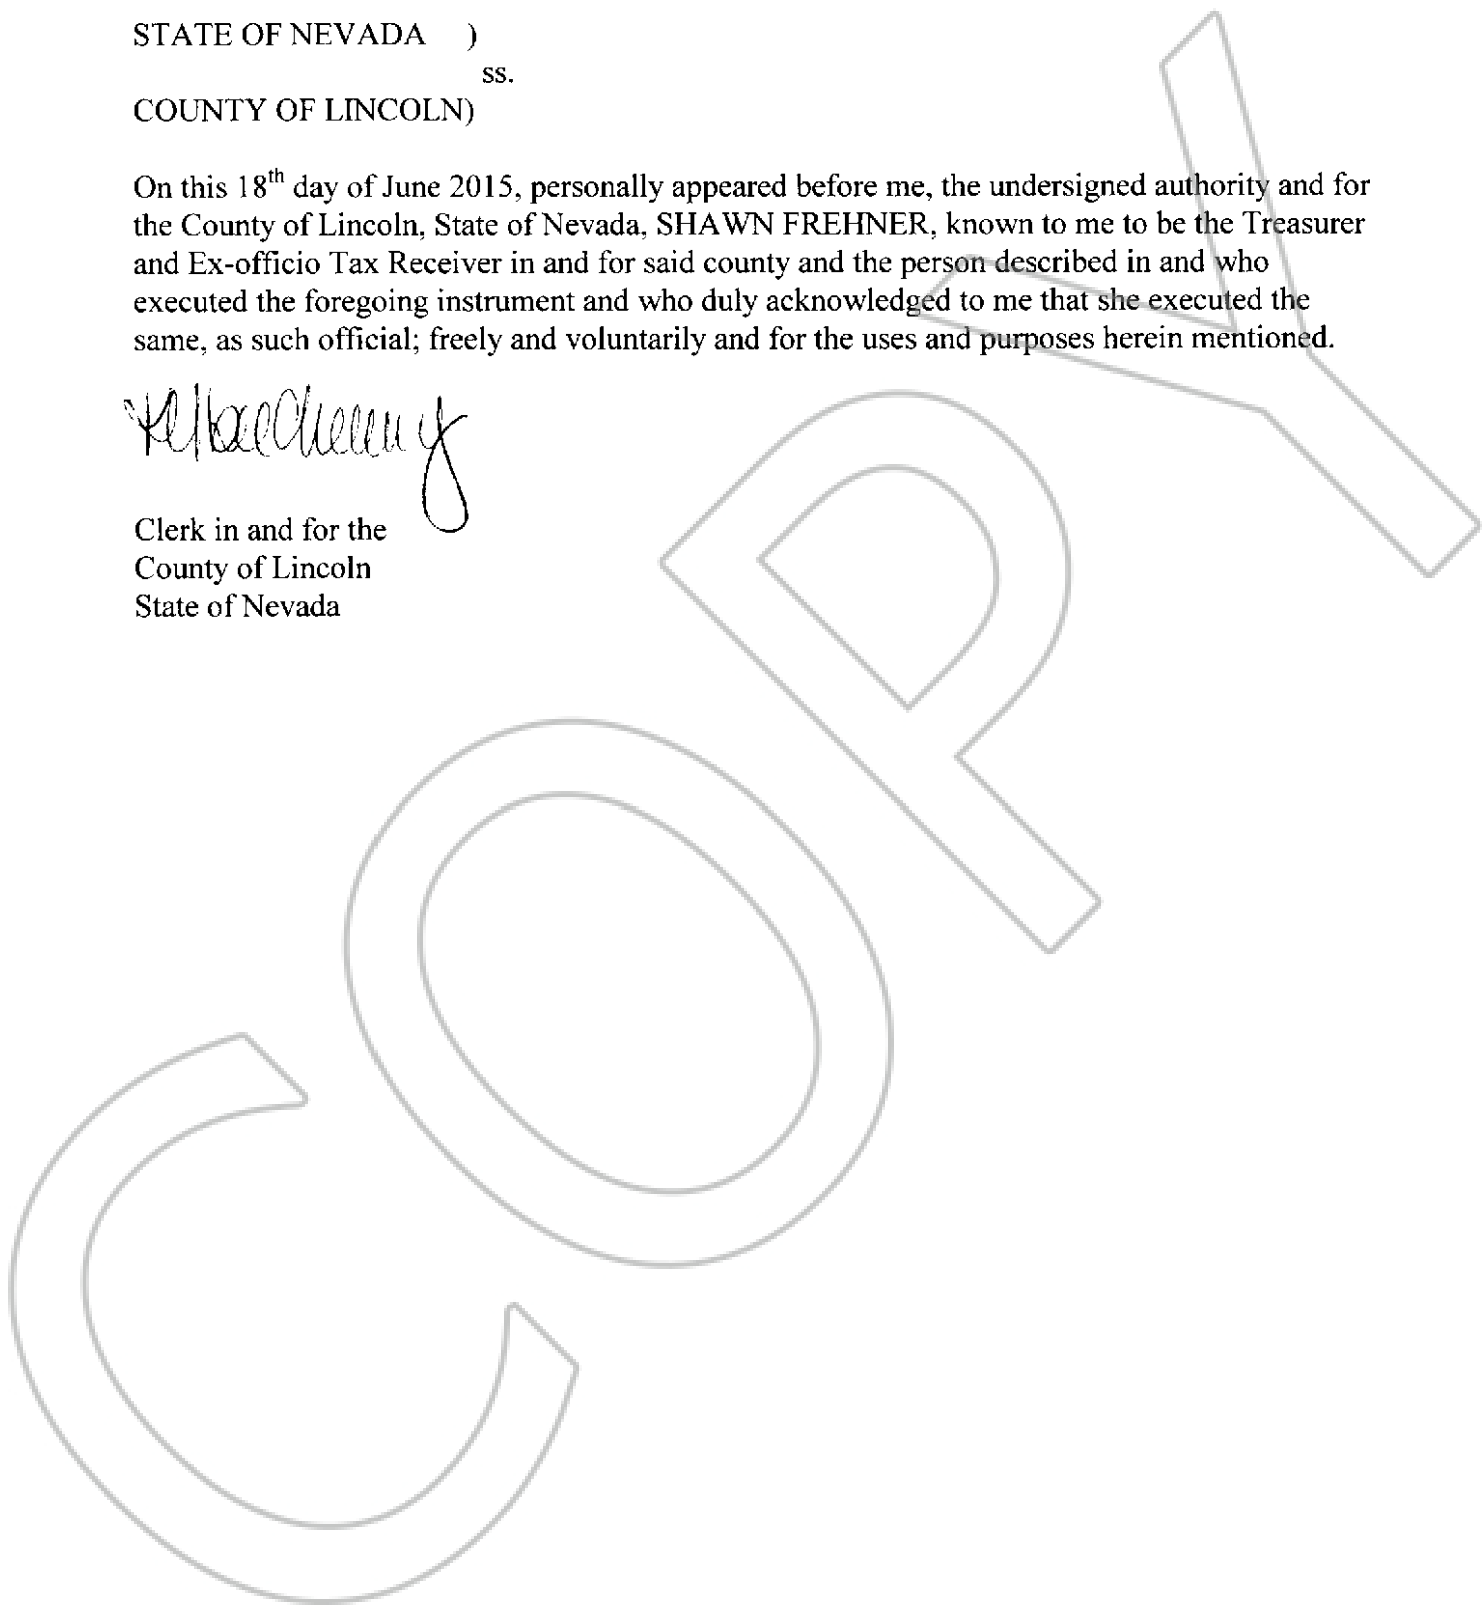 STATE OF NEVADA )
ss.
COUNTY OF LINCOLN)
On this 18th day of June 2015, personally appeared before me, the undersigned authority and for
the County of Lincoln, State of Nevada, SHAWN FREHNER, known to me to be the Treasurer
and Ex-officio Tax Receiver in and for said county and the person described in and who
executed the foregoing instrument and who duly acknowledged to me that she executed the
same, as such official; freely and voluntarily and for the uses and purposes herein mentioned.
Clerk in and for the
County of Lincoln
State of Nevada
COPY